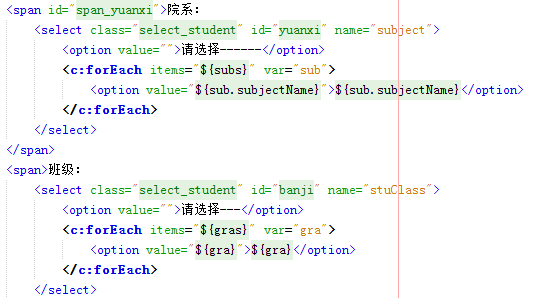 <span id="span_yuanxi">院系：
<select class="select_student" id="yuanxi" name="subject">
<option value="">请选择------</option>
<c:forEach items="${subs}" var="sub">
<option value="${sub.subjectName}">${sub.subjectName}</option>
</c:forEach>
</select>
</span>
<span>班级：
<select class="select_student" id="banji" name="stuClass">
<option value="">请选择---</option>
<c:forEach items="${gras}" var="gra">
<option value="${gra}">${gra}</option>
</c:forEach>
</select>